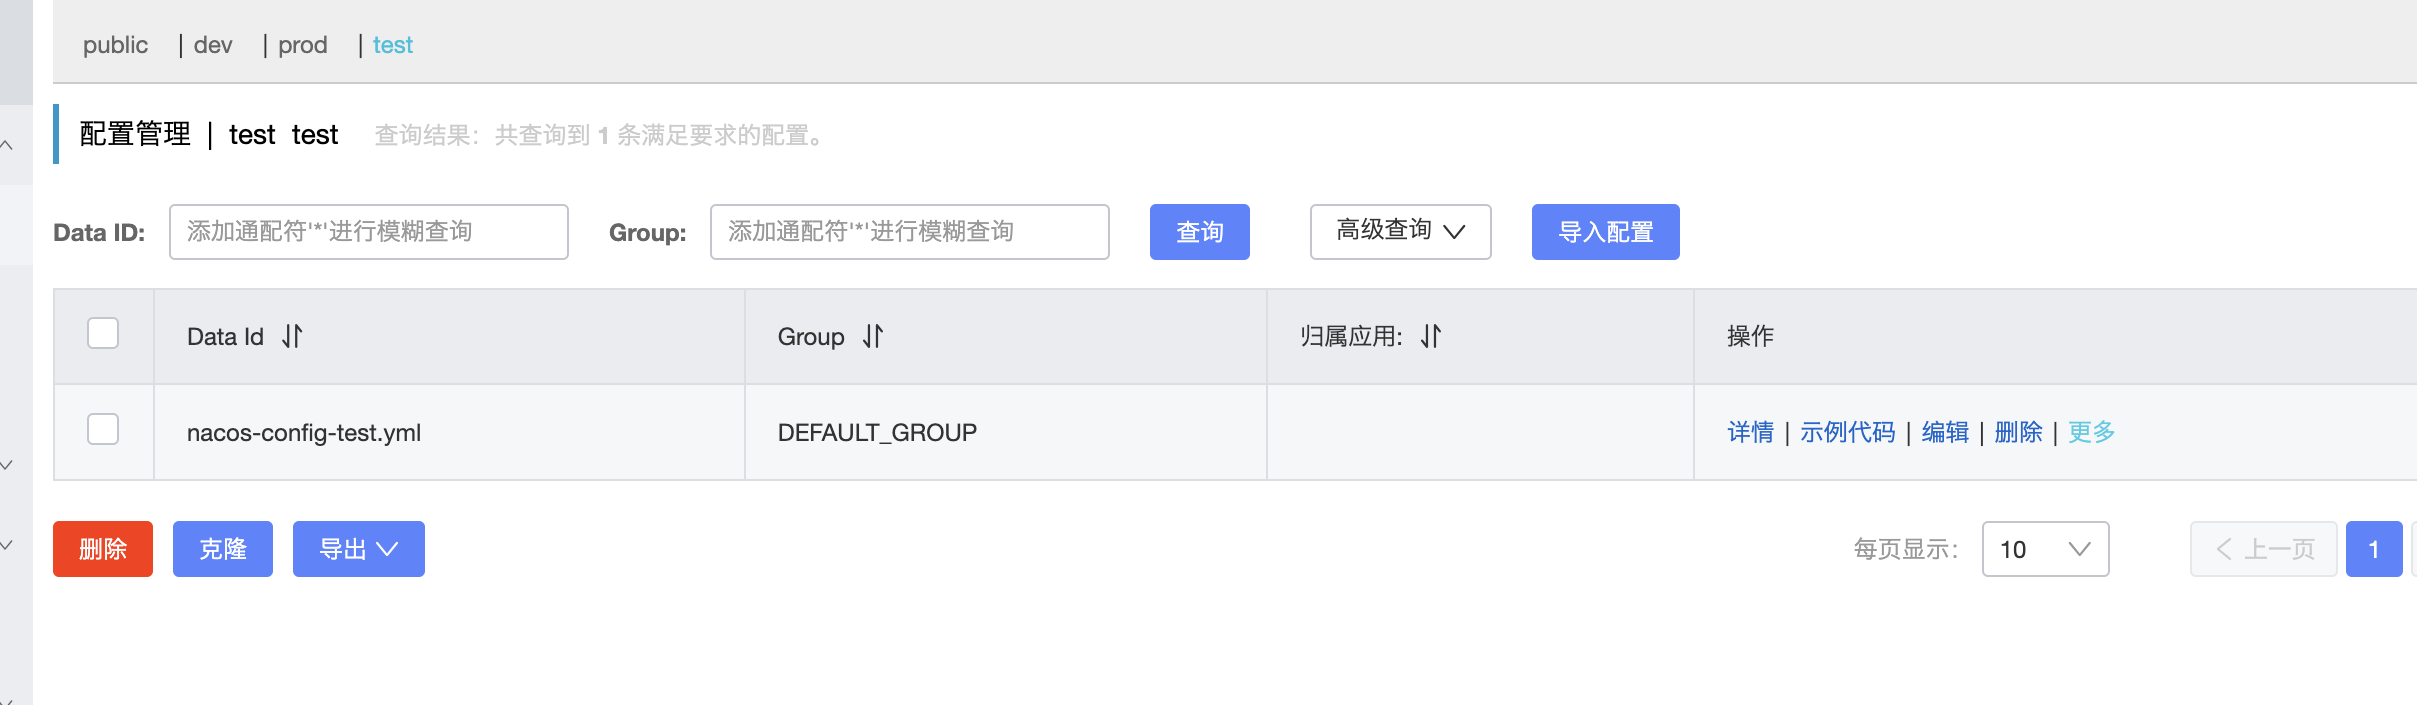 public | dev | prod | test
配置管理 | test test 查询结果：共查询到 1 条满足要求的配置。
Data ID: 添加通配符'*'进行模糊查询 Group: 添加通配符'*'进行模糊查询 查询 高级查询 导入配置
Data Id Group 归属应用: 操作
nacos-config-test.yml DEFAULT_GROUP 详情 | 示例代码 | 编辑 | 删除 | 更多
删除 克隆 导出 每页显示: 10 上一页 1